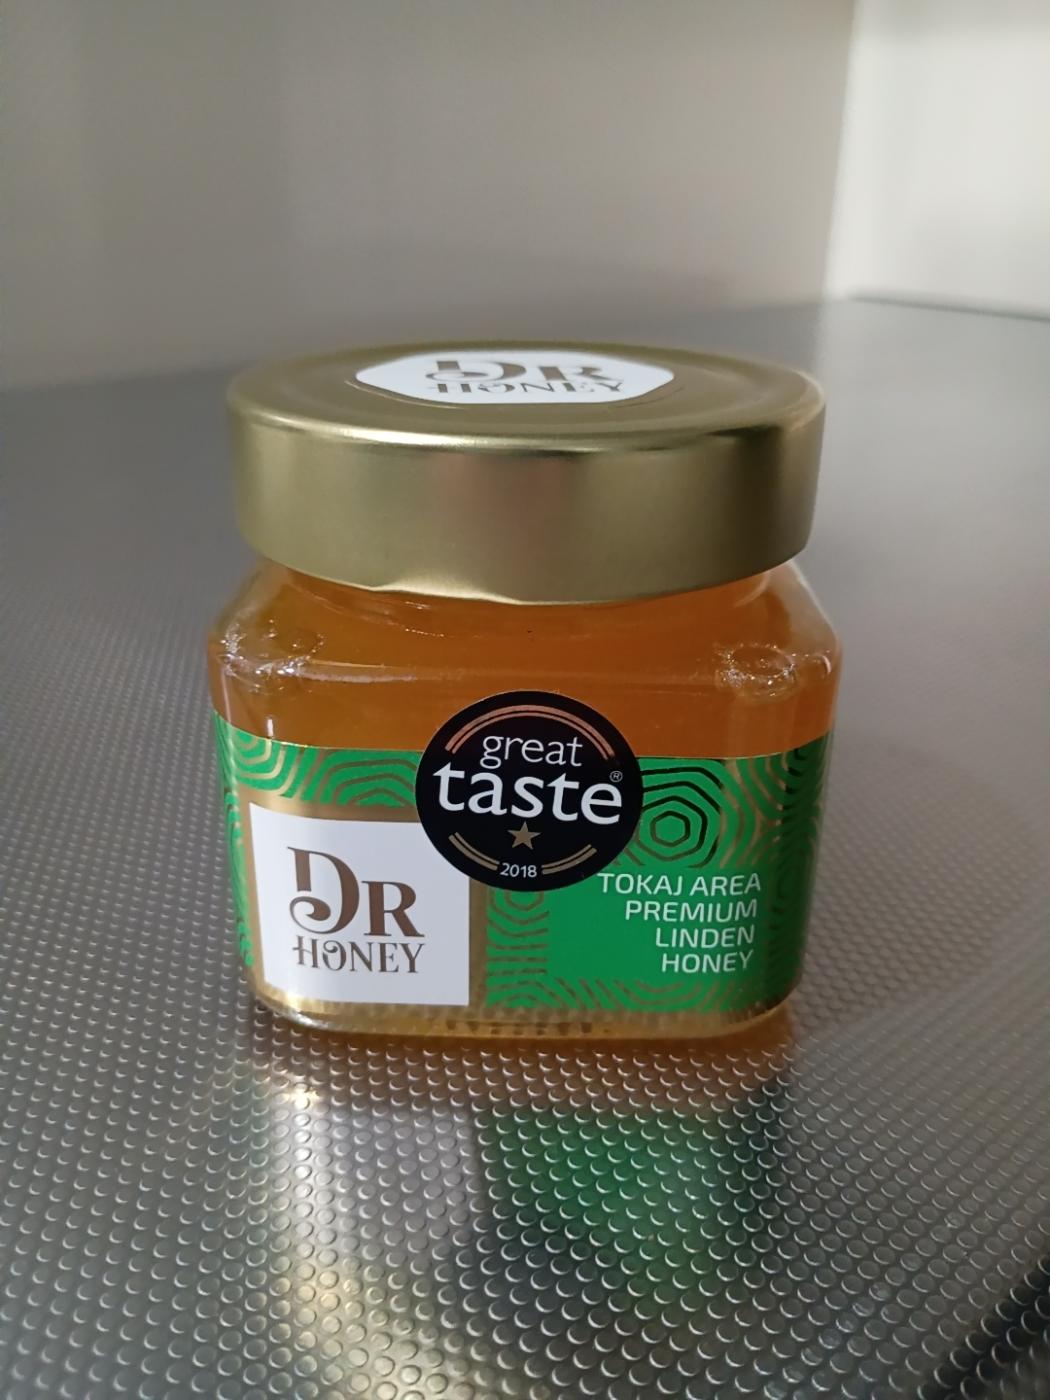 DR
HONEY
great
taste®
2018
DR
HONEY
TOKAJ AREA
PREMIUM
LINDEN
HONEY